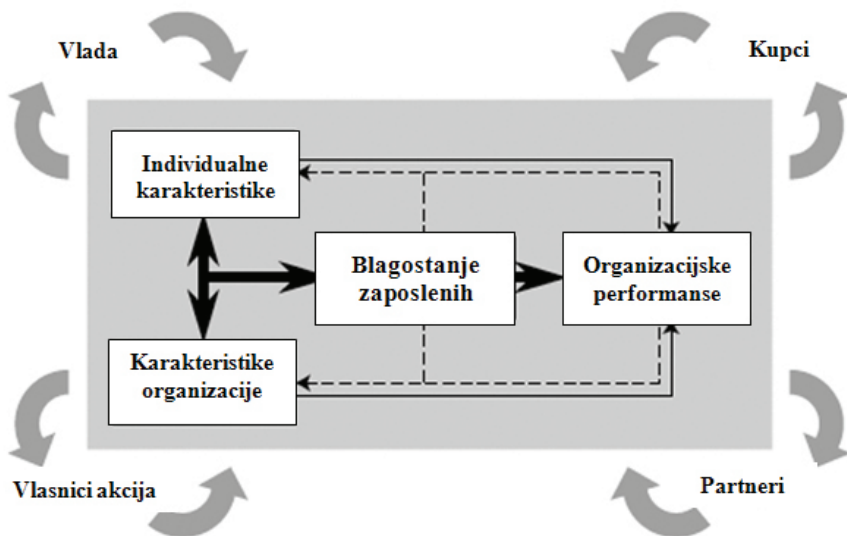 Vlada
Kupci
Individualne
karakteristike
Blagostanje
zaposlenih
Organizacijske
performanse
Karakteristike
organizacije
Vlasnici akcija
Partneri